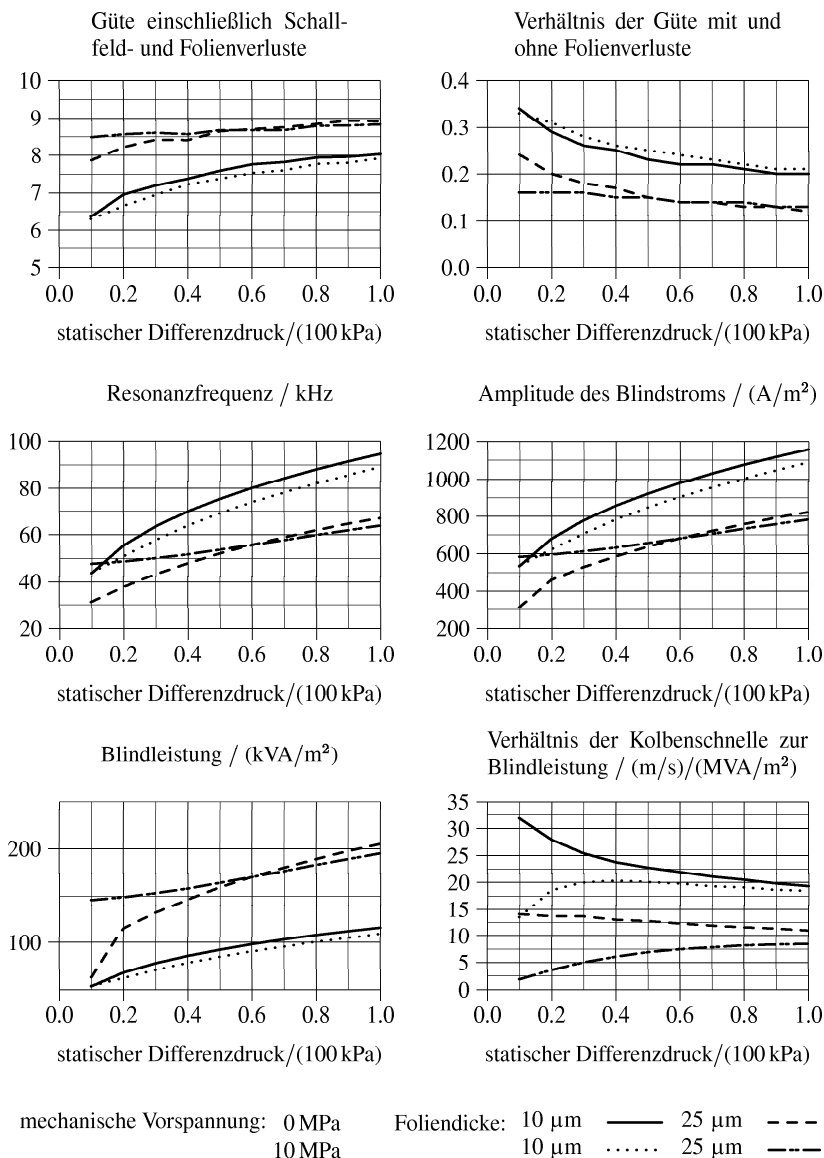 Güte einschließlich Schall-
feld- und Folienverluste
10
9
8
7
6
5
0.0 0.2 0.4 0.6 0.8 1.0
statischer Differenzdruck/(100 kPa)
Verhältnis der Güte mit und
ohne Folienverluste
0.4
0.3
0.2
0.1
0.0
0.0 0.2 0.4 0.6 0.8 1.0
statischer Differenzdruck/(100 kPa)
Resonanzfrequenz / kHz
100
80
60
40
20
0.0 0.2 0.4 0.6 0.8 1.0
statischer Differenzdruck/(100 kPa)
Amplitude des Blindstroms / (A/m²)
1200
1000
800
600
400
200
0.0 0.2 0.4 0.6 0.8 1.0
statischer Differenzdruck/(100 kPa)
Blindleistung / (kVA/m²)
200
100
0.0 0.2 0.4 0.6 0.8 1.0
statischer Differenzdruck/(100 kPa)
Verhältnis der Kolbenschnelle zur
Blindleistung / (m/s)/(MVA/m²)
35
30
25
20
15
10
5
0
0.0 0.2 0.4 0.6 0.8 1.0
statischer Differenzdruck/(100 kPa)
mechanische Vorspannung: 0 MPa Foliendicke: 10 µm 25 µm
10 MPa 10 µm 25 µm